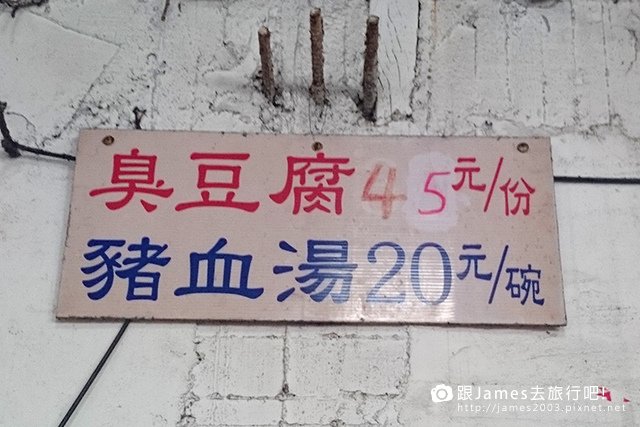 臭豆腐45元/份
豬血湯20元/碗
跟James去旅行吧!
http://james2003.pixnet.net